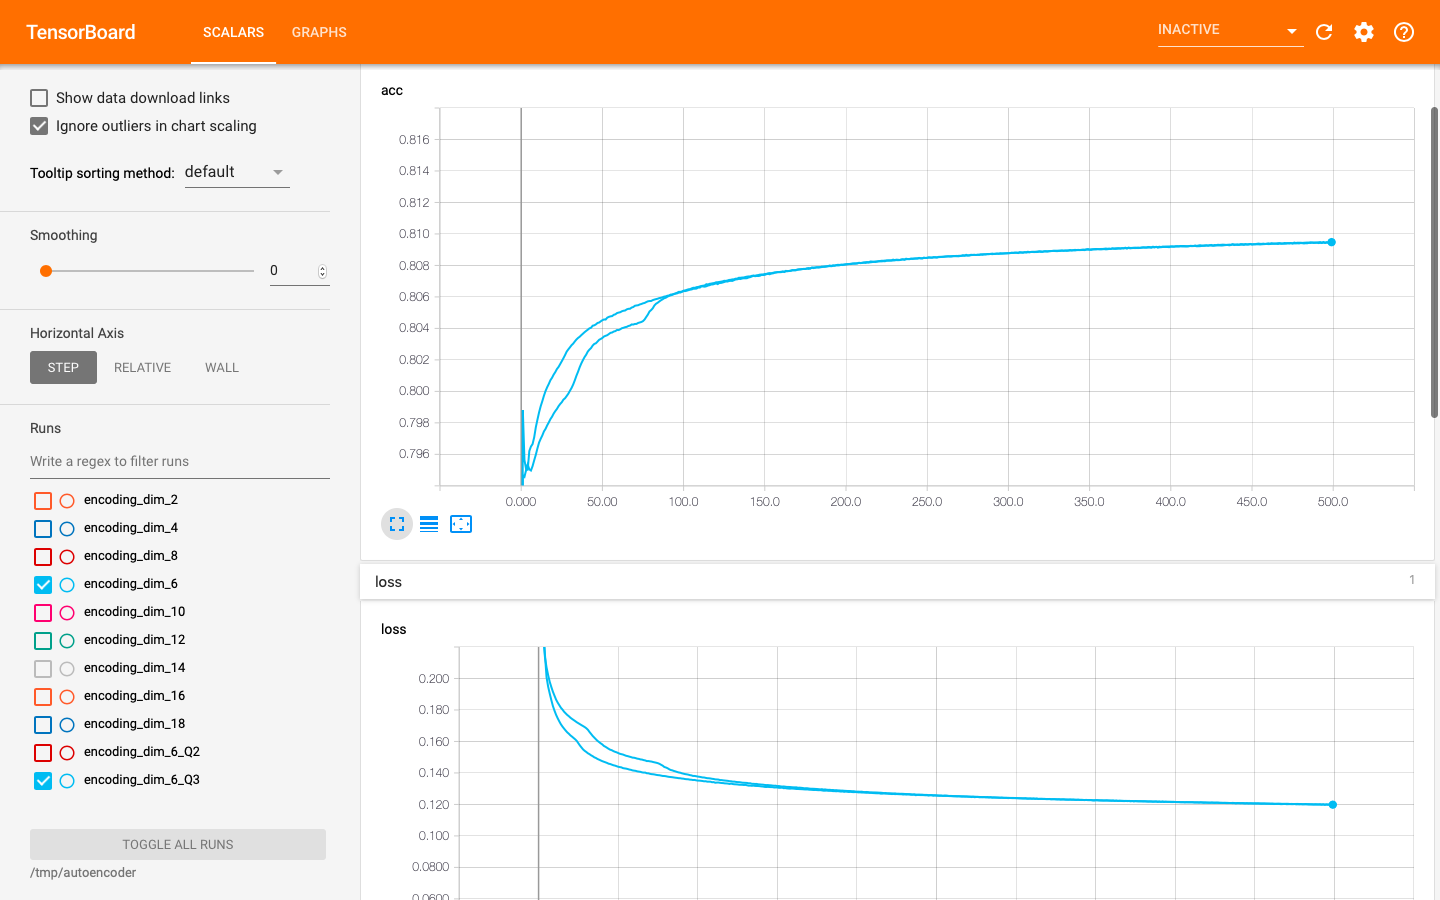 TensorBoard SCALARS GRAPHS INACTIVE
Show data download links
Ignore outliers in chart scaling
Tooltip sorting method: default
Smoothing
0
Horizontal Axis
STEP RELATIVE WALL
Runs
Write a regex to filter runs
encoding_dim_2
encoding_dim_4
encoding_dim_8
encoding_dim_6
encoding_dim_10
encoding_dim_12
encoding_dim_14
encoding_dim_16
encoding_dim_18
encoding_dim_6_Q2
encoding_dim_6_Q3
TOGGLE ALL RUNS
/tmp/autoencoder
acc
0.816
0.814
0.812
0.810
0.808
0.806
0.804
0.802
0.800
0.798
0.796
0.000 50.00 100.0 150.0 200.0 250.0 300.0 350.0 400.0 450.0 500.0
loss 1
loss
0.200
0.180
0.160
0.140
0.120
0.100
0.0800
0.0600